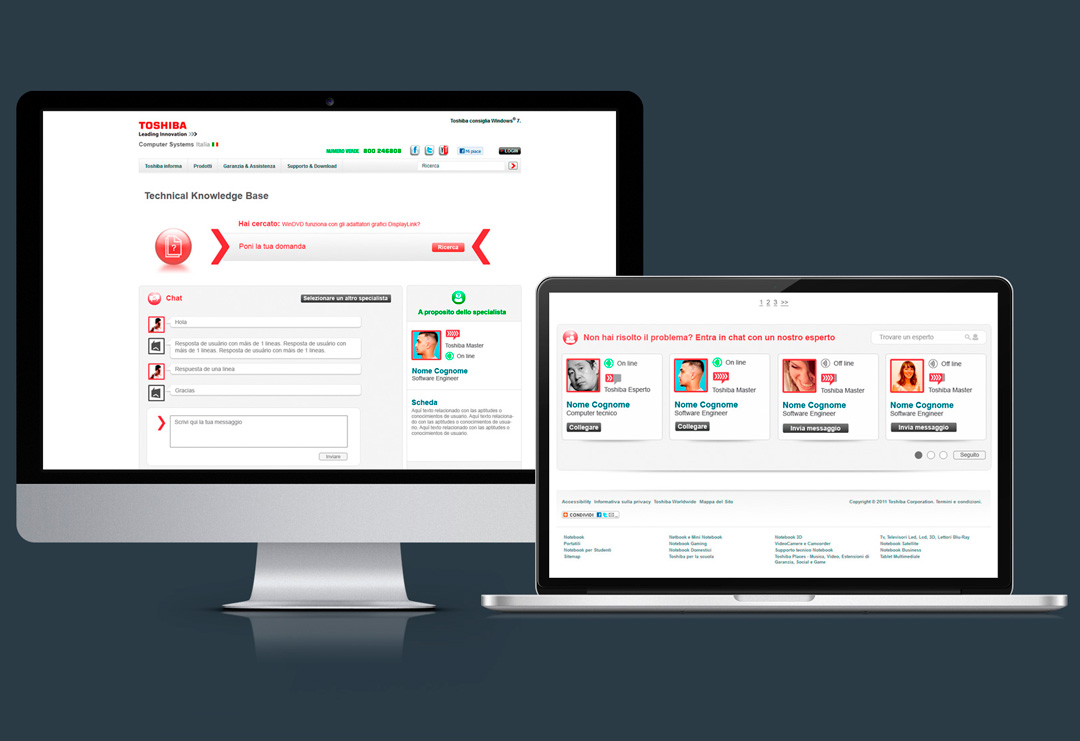 TOSHIBA
Leading Innovation >>>
Computer Systems Italia
Toshiba consiglia Windows® 7.
NUMERO VERDE 800 246808
Mi piace
LOGIN
Toshiba informa Prodotti Garanzia & Assistenza Supporto & Download
Ricerca
Technical Knowledge Base
Hai cercato: WinDVD funziona con gli adattatori grafici DisplayLink?
Poni la tua domanda
Ricerca
Chat
Selezionare un altro specialista
Hola
Resposta de usuário con más de 1 líneas. Resposta de usuário con
más de 1 líneas. Resposta de usuário con más de 1 líneas.
Respuesta de una línea
Gracias
Scrivi qui la tua messaggio
Inviare
A proposito dello specialista
Toshiba Master
On line
Nome Cognome
Software Engineer
Scheda
Aqui texto relacionado con las aptitudes o
conocimientos de usuario. Aqui texto relaciona-
do con las aptitudes o conocimientos de usua-
rio. Aqui texto relacionado con las aptitudes o
conocimientos de usuario.
1 2 3 >>
Non hai risolto il problema? Entra in chat con un nostro esperto
Trovare un esperto
On line
Toshiba Esperto
Nome Cognome
Computer tecnico
Collegare
On line
Toshiba Master
Nome Cognome
Software Engineer
Collegare
Off line
Toshiba Master
Nome Cognome
Software Engineer
Invia messaggio
Off line
Toshiba Master
Nome Cognome
Software Engineer
Invia messaggio
Seguito
Accessibility Informativa sulla privacy Toshiba Worldwide Mappa del Sito
Copyright © 2011 Toshiba Corporation. Termini e condizioni.
CONDIVIDI
Notebook
Portatili
Notebook per Studenti
Sitemap
Netbook e Mini Notebook
Notebook Gaming
Notebook Domestici
Toshiba per la scuola
Notebook 3D
VideoCamere e Camcorder
Supporto tecnico Notebook
Toshiba Places - Musica, Video, Estensioni di
Garanzia, Social e Game
Tv, Televisori Led, Lcd, 3D, Lettori Blu-Ray
Notebook Satellite
Notebook Business
Tablet Multimediale